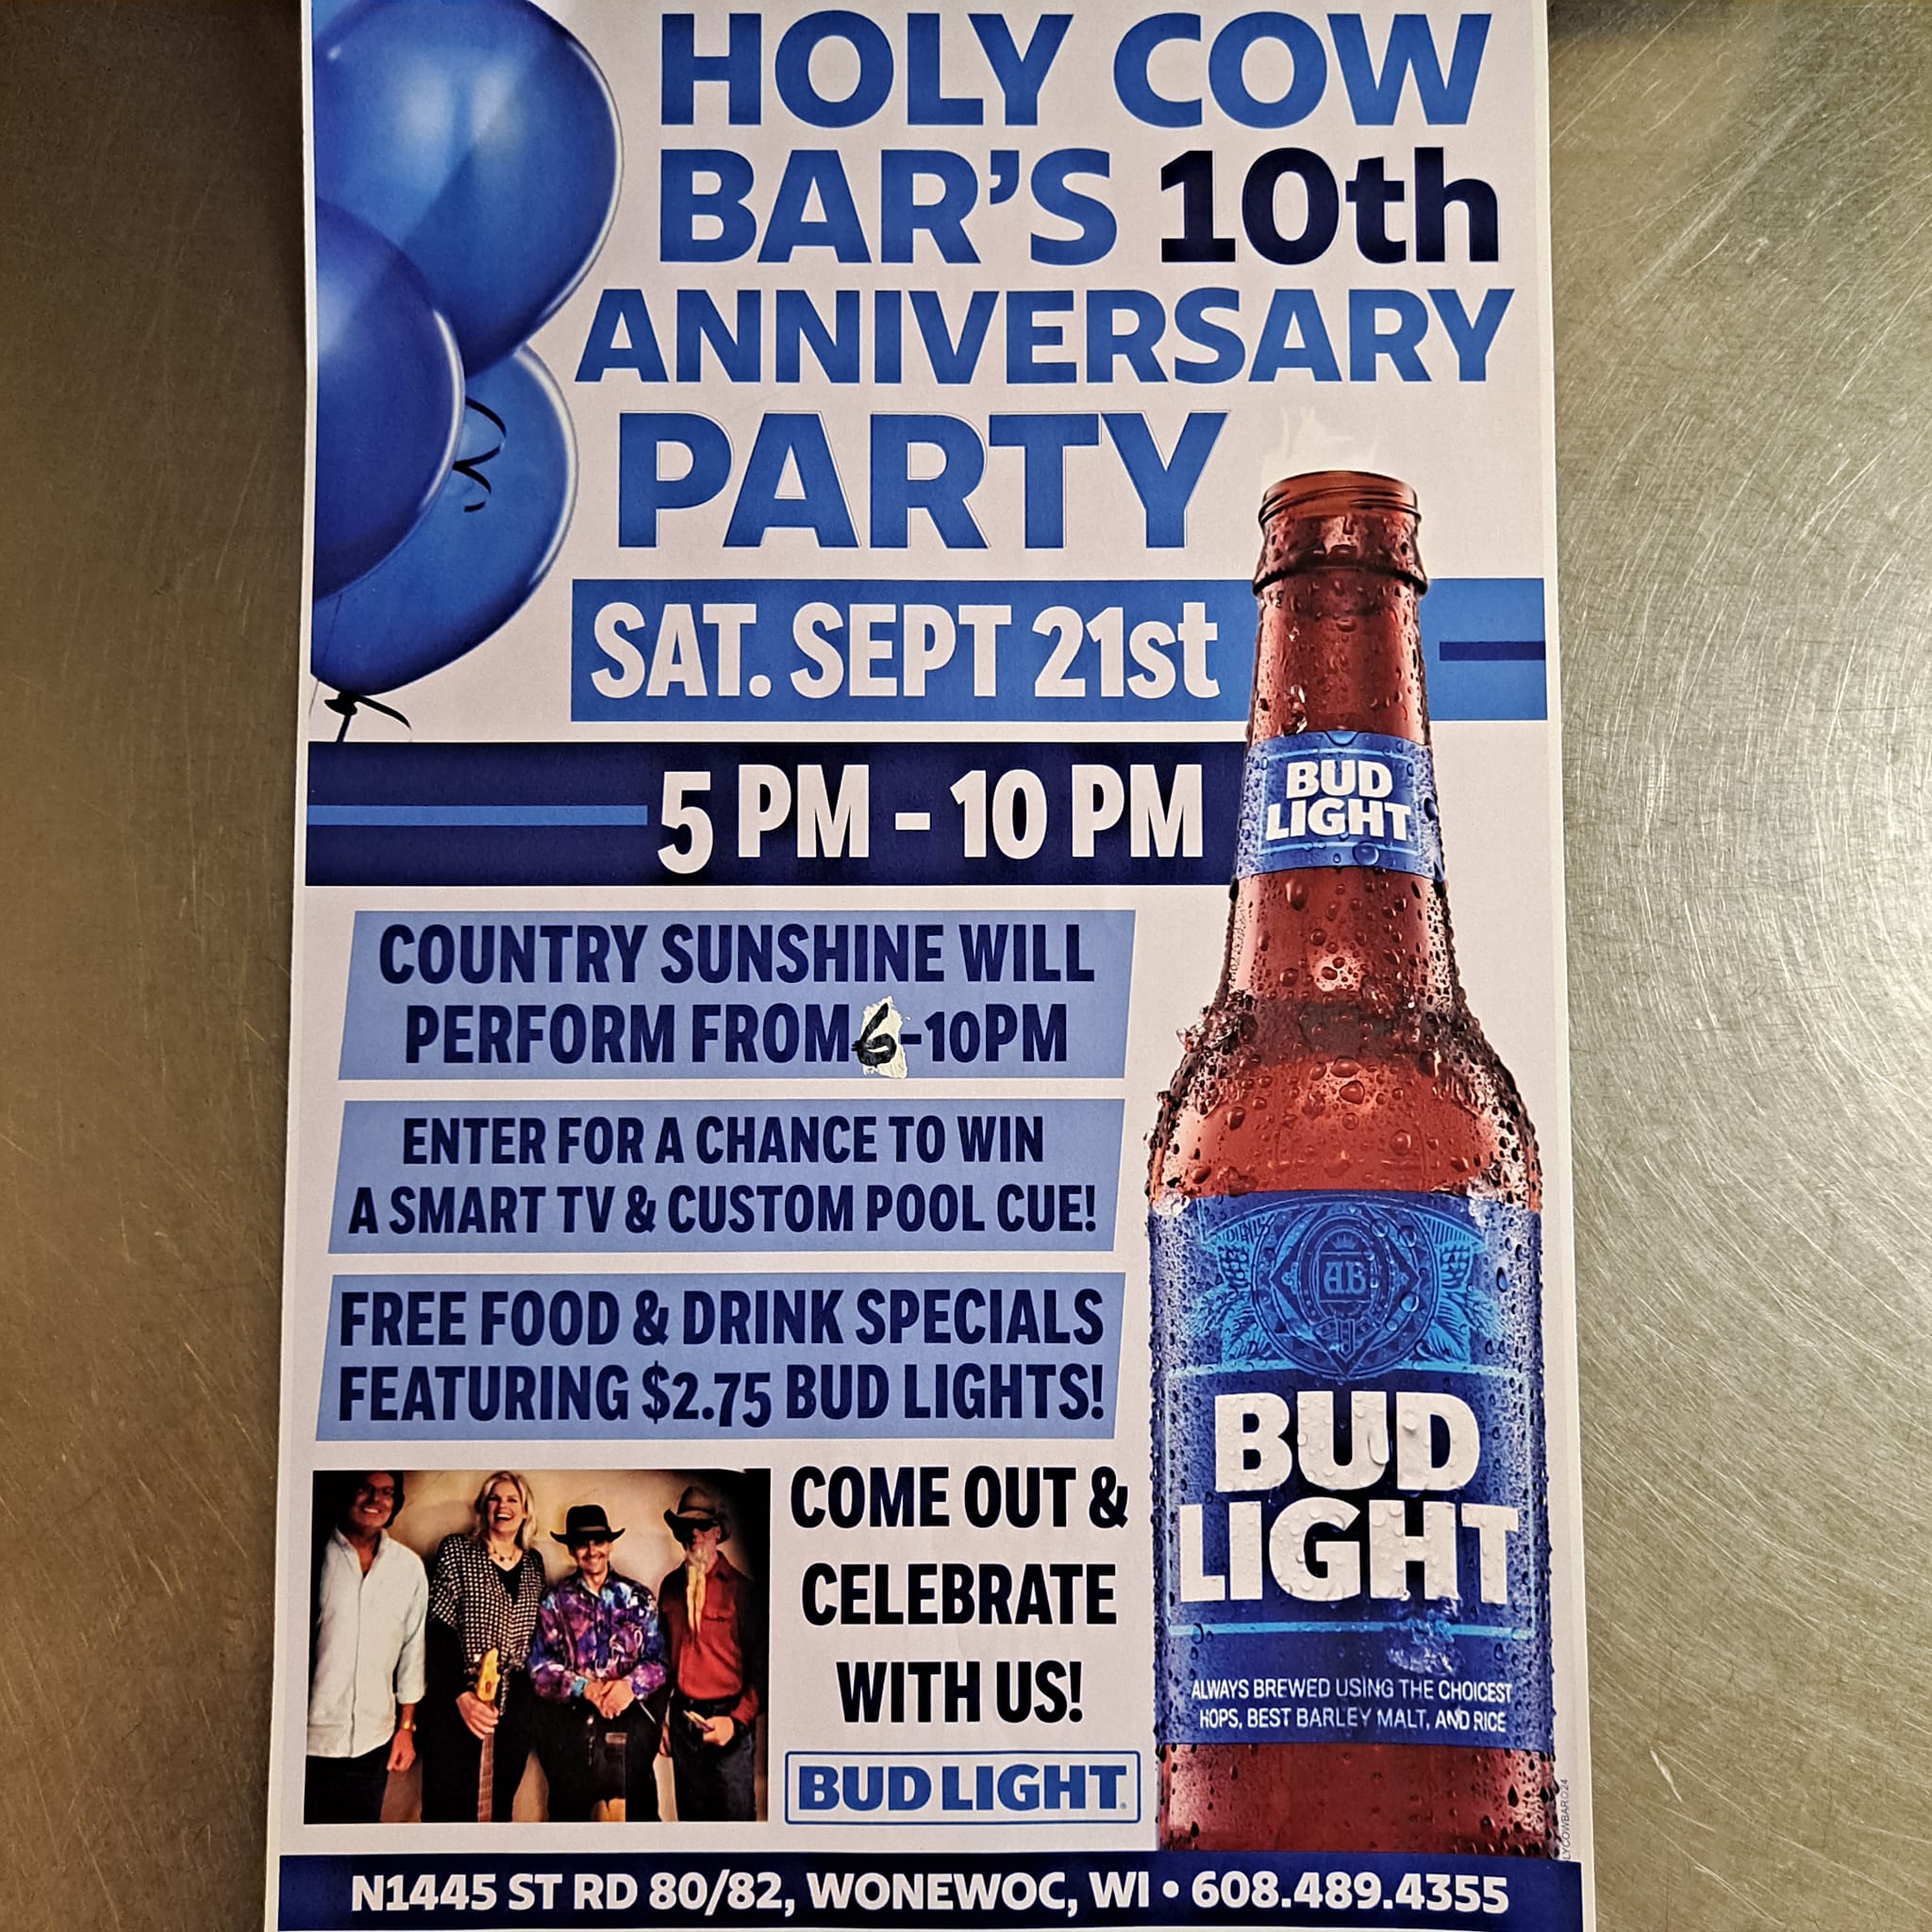 HOLY COW
BAR'S 10th
ANNIVERSARY
PARTY
SAT. SEPT 21st
5 PM - 10 PM
COUNTRY SUNSHINE WILL
PERFORM FROM 6-10PM
ENTER FOR A CHANCE TO WIN
A SMART TV & CUSTOM POOL CUE!
FREE FOOD & DRINK SPECIALS
FEATURING $2.75 BUD LIGHTS!
COME OUT &
CELEBRATE
WITH US!
BUD LIGHT
BUD
LIGHT
AB
BUD
LIGHT
ALWAYS BREWED USING THE CHOICEST
HOPS, BEST BARLEY MALT, AND RICE
N1445 ST RD 80/82, WONEWOC, WI • 608.489.4355